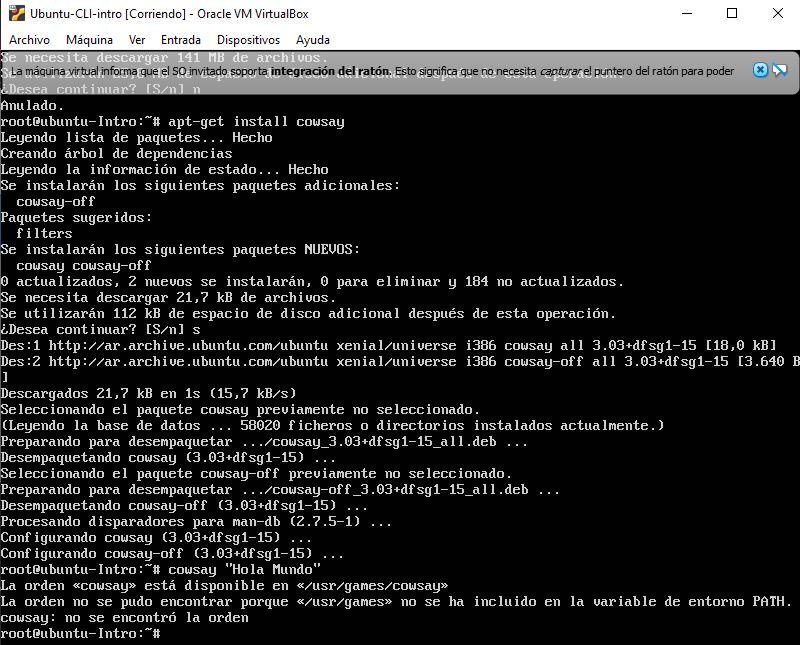 Ubuntu-CLI-intro [Corriendo] - Oracle VM VirtualBox
Archivo Máquina Ver Entrada Dispositivos Ayuda
Se necesita descargar 141 MB de archivos.
La máquina virtual informa que el SO invitado soporta integración del ratón. Esto significa que no necesita capturar el puntero del ratón para poder
¿Desea continuar? [S/n] n
Anulado.
root@ubuntu-Intro:~# apt-get install cowsay
Leyendo lista de paquetes... Hecho
Creando árbol de dependencias
Leyendo la información de estado... Hecho
Se instalarán los siguientes paquetes adicionales:
cowsay-off
Paquetes sugeridos:
filters
Se instalarán los siguientes paquetes NUEVOS:
cowsay cowsay-off
0 actualizados, 2 nuevos se instalarán, 0 para eliminar y 184 no actualizados.
Se necesita descargar 21,7 kB de archivos.
Se utilizarán 112 kB de espacio de disco adicional después de esta operación.
¿Desea continuar? [S/n] s
Des:1 http://ar.archive.ubuntu.com/ubuntu xenial/universe i386 cowsay all 3.03+dfsg1-15 [18,0 kB]
Des:2 http://ar.archive.ubuntu.com/ubuntu xenial/universe i386 cowsay-off all 3.03+dfsg1-15 [3.640 B
]
Descargados 21,7 kB en 1s (15,7 kB/s)
Seleccionando el paquete cowsay previamente no seleccionado.
(Leyendo la base de datos ... 58020 ficheros o directorios instalados actualmente.)
Preparando para desempaquetar .../cowsay_3.03+dfsg1-15_all.deb ...
Desempaquetando cowsay (3.03+dfsg1-15) ...
Seleccionando el paquete cowsay-off previamente no seleccionado.
Preparando para desempaquetar .../cowsay-off_3.03+dfsg1-15_all.deb ...
Desempaquetando cowsay-off (3.03+dfsg1-15) ...
Procesando disparadores para man-db (2.7.5-1) ...
Configurando cowsay (3.03+dfsg1-15) ...
Configurando cowsay-off (3.03+dfsg1-15) ...
root@ubuntu-Intro:~# cowsay "Hola Mundo"
La orden «cowsay» está disponible en «/usr/games/cowsay»
La orden no se pudo encontrar porque «/usr/games» no se ha incluido en la variable de entorno PATH.
cowsay: no se encontró la orden
root@ubuntu-Intro:~#